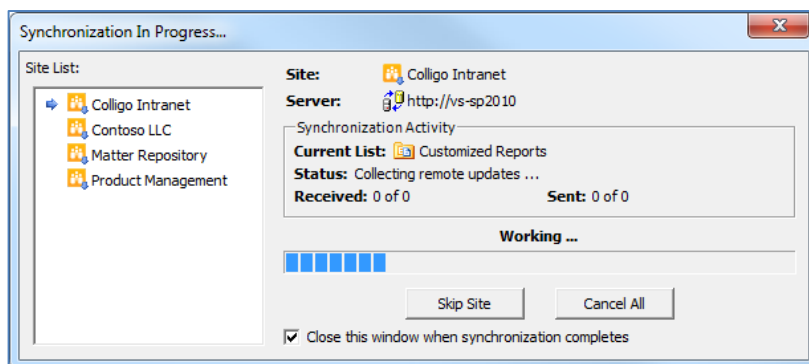 Synchronization In Progress...
Site List:
Colligo Intranet
Contoso LLC
Matter Repository
Product Management
Site: Colligo Intranet
Server: http://vs-sp2010
Synchronization Activity
Current List: Customized Reports
Status: Collecting remote updates ...
Received: 0 of 0 Sent: 0 of 0
Working ...
Skip Site Cancel All
Close this window when synchronization completes